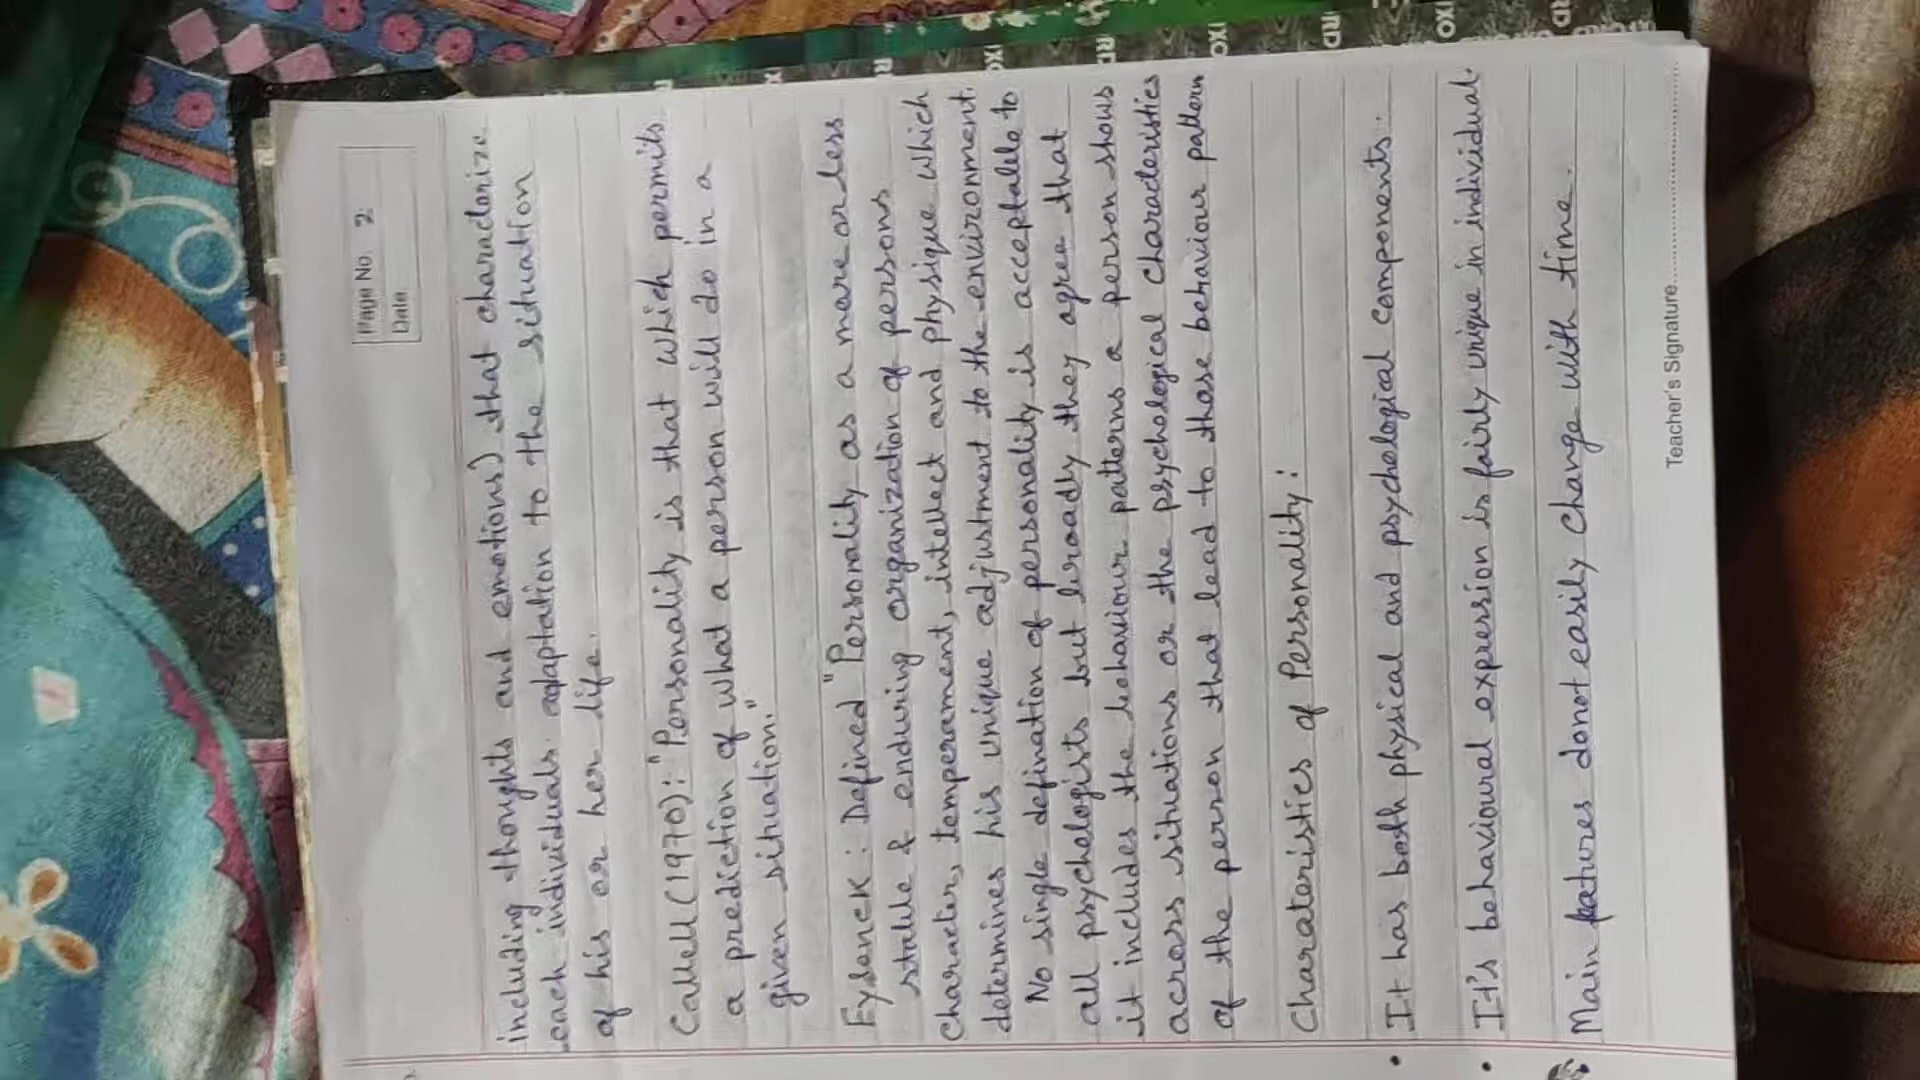 Page No 2
Date
including thoughts and emotions) that characterize
each individuals adaptation to the situation
of his or her life.
Cattell (1970): "Personality is that which permits
a prediction of what a person will do in a
given situation."
Eysenck : Defined "Personality as a more or less
stable & enduring organization of persons
character, temperament, intellect and physique which
determines his unique adjustment to the environment.
No single defination of personality is acceptable to
all psychologists but broadly they agree that
it includes the behaviour patterns a person shows
across situations or the psychological characteristics
of the person that lead to those behaviour pattern
Charateristics of Personality :
• It has both physical and psychological components.
• It's behavioural expression is fairly unique in individual.
Main features donot easily change with time.
Teacher's Signature